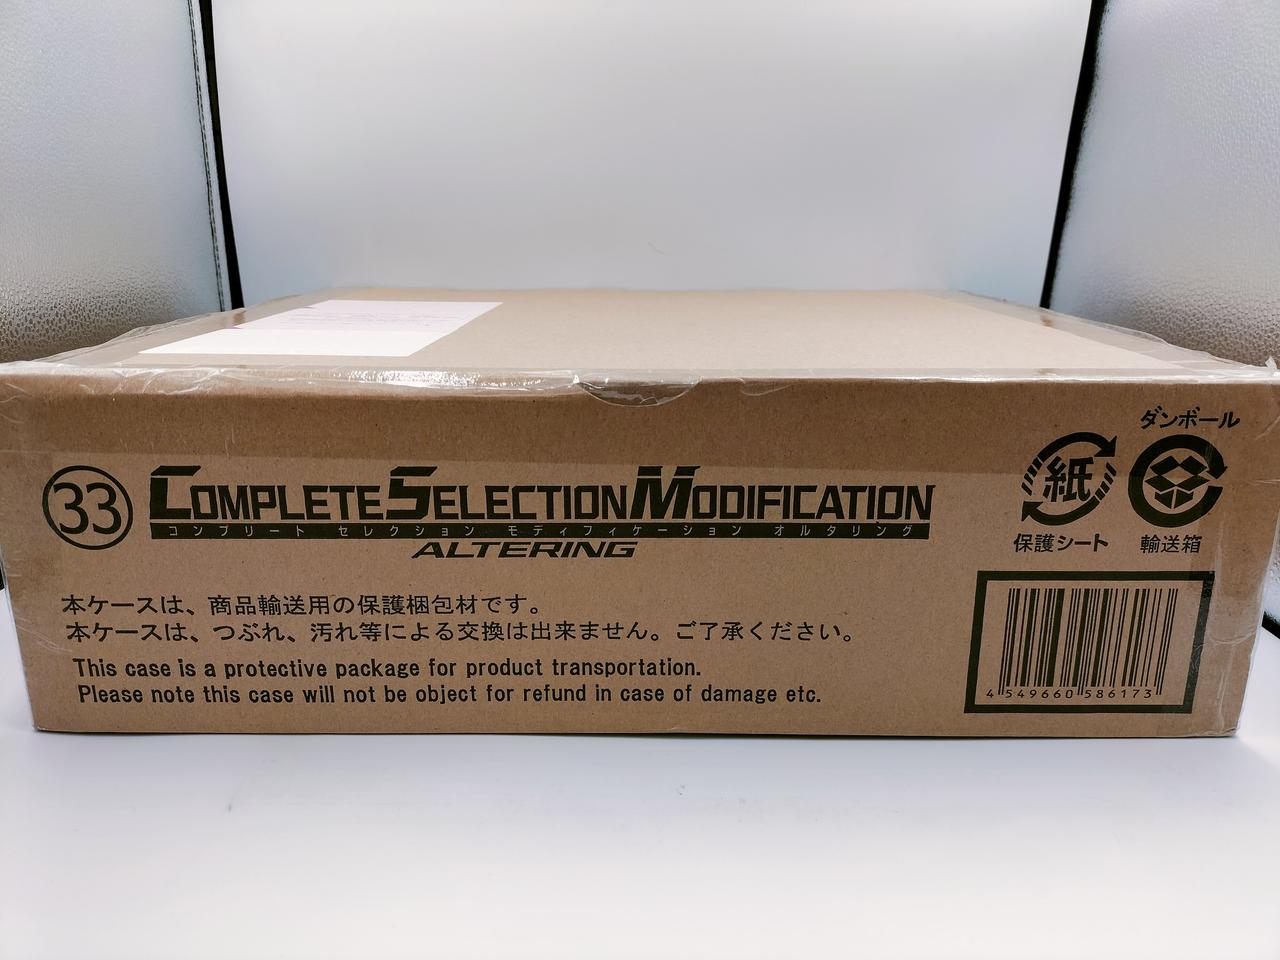 33 COMPLETE SELECTION MODIFICATION
コンプリート セレクション モディフィケーション オルタリング
ALTERING
本ケースは、商品輸送用の保護梱包材です。
本ケースは、つぶれ、汚れ等による交換は出来ません。ご了承ください。
This case is a protective package for product transportation.
Please note this case will not be object for refund in case of damage etc.
ダンボール
紙
保護シート 輸送箱
4 549660 586173